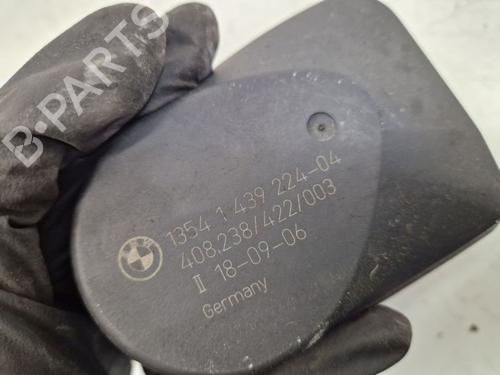 B-PARTS
1354 1 439 224-04
408.238/422/003
II 18-09-06
Germany